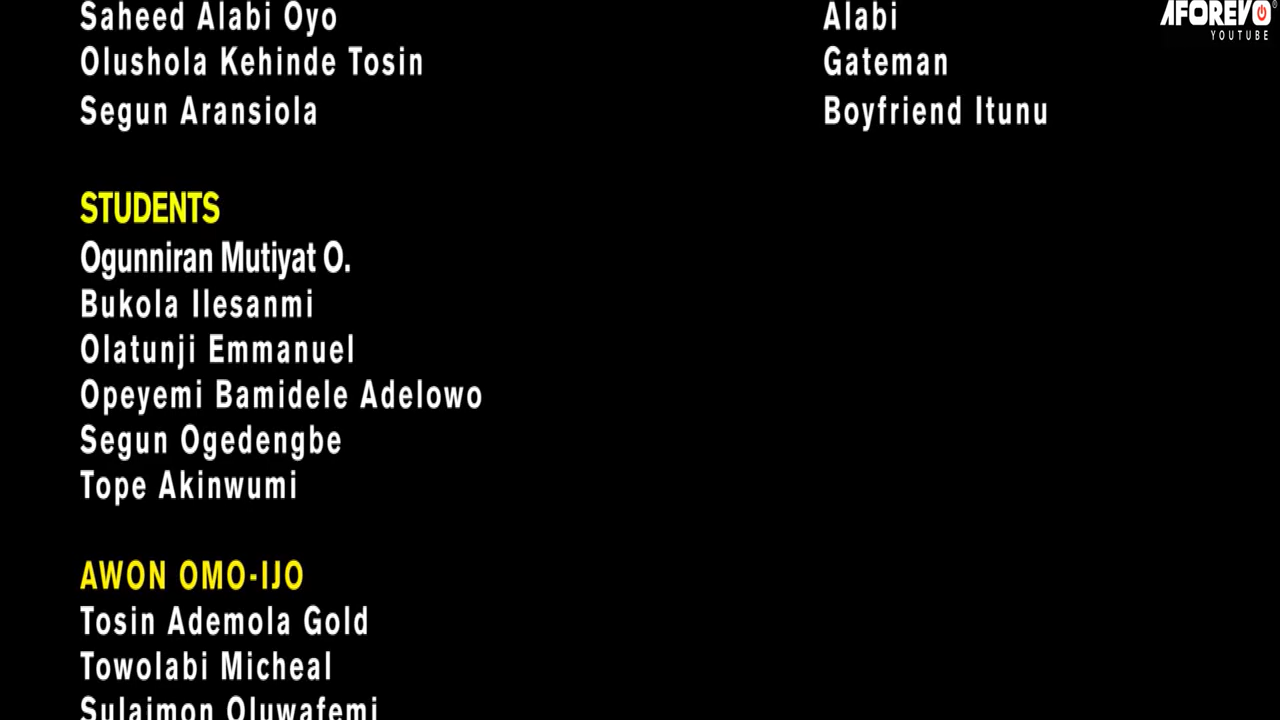 AFOREVO
YOUTUBE
Saheed Alabi Oyo Alabi
Olushola Kehinde Tosin Gateman
Segun Aransiola Boyfriend Itunu
STUDENTS
Ogunniran Mutiyat O.
Bukola Ilesanmi
Olatunji Emmanuel
Opeyemi Bamidele Adelowo
Segun Ogedengbe
Tope Akinwumi
AWON OMO-IJO
Tosin Ademola Gold
Towolabi Micheal
Sulaimon Oluwafemi